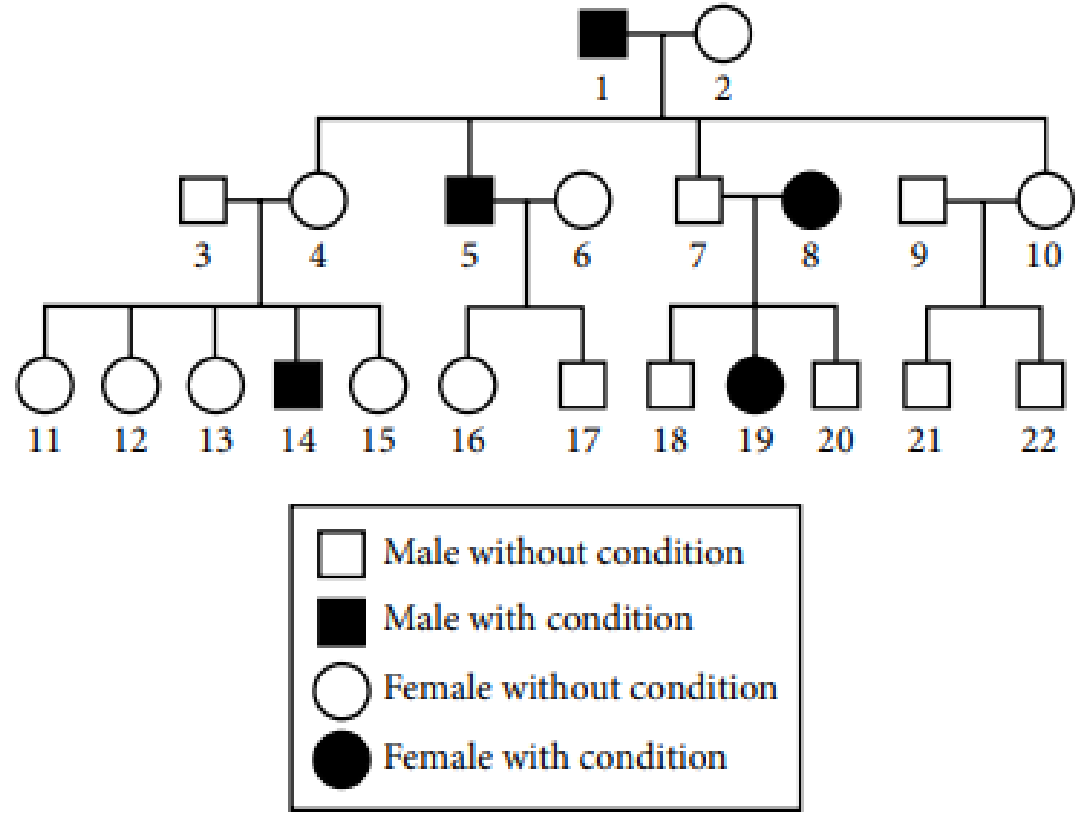 1 2
3 4 5 6 7 8 9 10
11 12 13 14 15 16 17 18 19 20 21 22
Male without condition
Male with condition
Female without condition
Female with condition